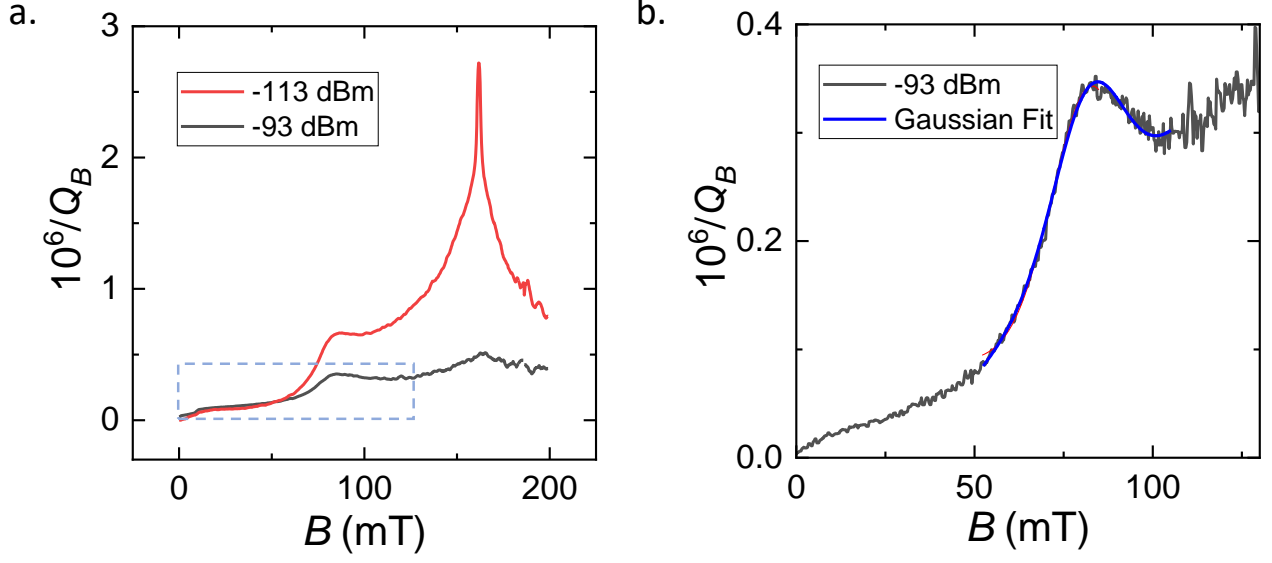 a.
3
2
1
0
10⁶/Q_B
-113 dBm
-93 dBm
0
100
200
B (mT)
b.
0.4
0.2
0.0
10⁶/Q_B
-93 dBm
Gaussian Fit
0
50
100
B (mT)